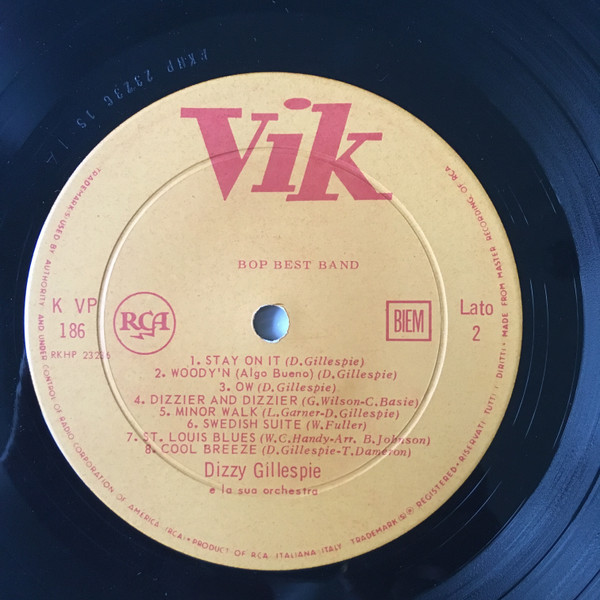 RKHP 23236 1S
Vik
BOP BEST BAND
K VP
186
RKHP 23236
RCA
BIEM
Lato
2
1. STAY ON IT (D. Gillespie)
2. WOODY'N (Algo Bueno) (D. Gillespie)
3. OW (D. Gillespie)
4. DIZZIER AND DIZZIER (G. Wilson-C. Basie)
5. MINOR WALK (L. Garner-D. Gillespie)
6. SWEDISH SUITE (W. Fuller)
7. ST. LOUIS BLUES (W. C. Handy-Arr. B. Johnson)
8. COOL BREEZE (D. Gillespie-T. Dameron)
Dizzy Gillespie
e la sua orchestra
TRADEMARKS USED BY AUTHORITY AND UNDER CONTROL OF RADIO CORPORATION OF AMERICA (RCA) • PRODUCT OF RCA ITALIANA-ITALY TRADEMARK(S) ® REGISTERED - RISERVATI TUTTI I DIRITTI - MADE FROM MASTER RECORDING OF RCA